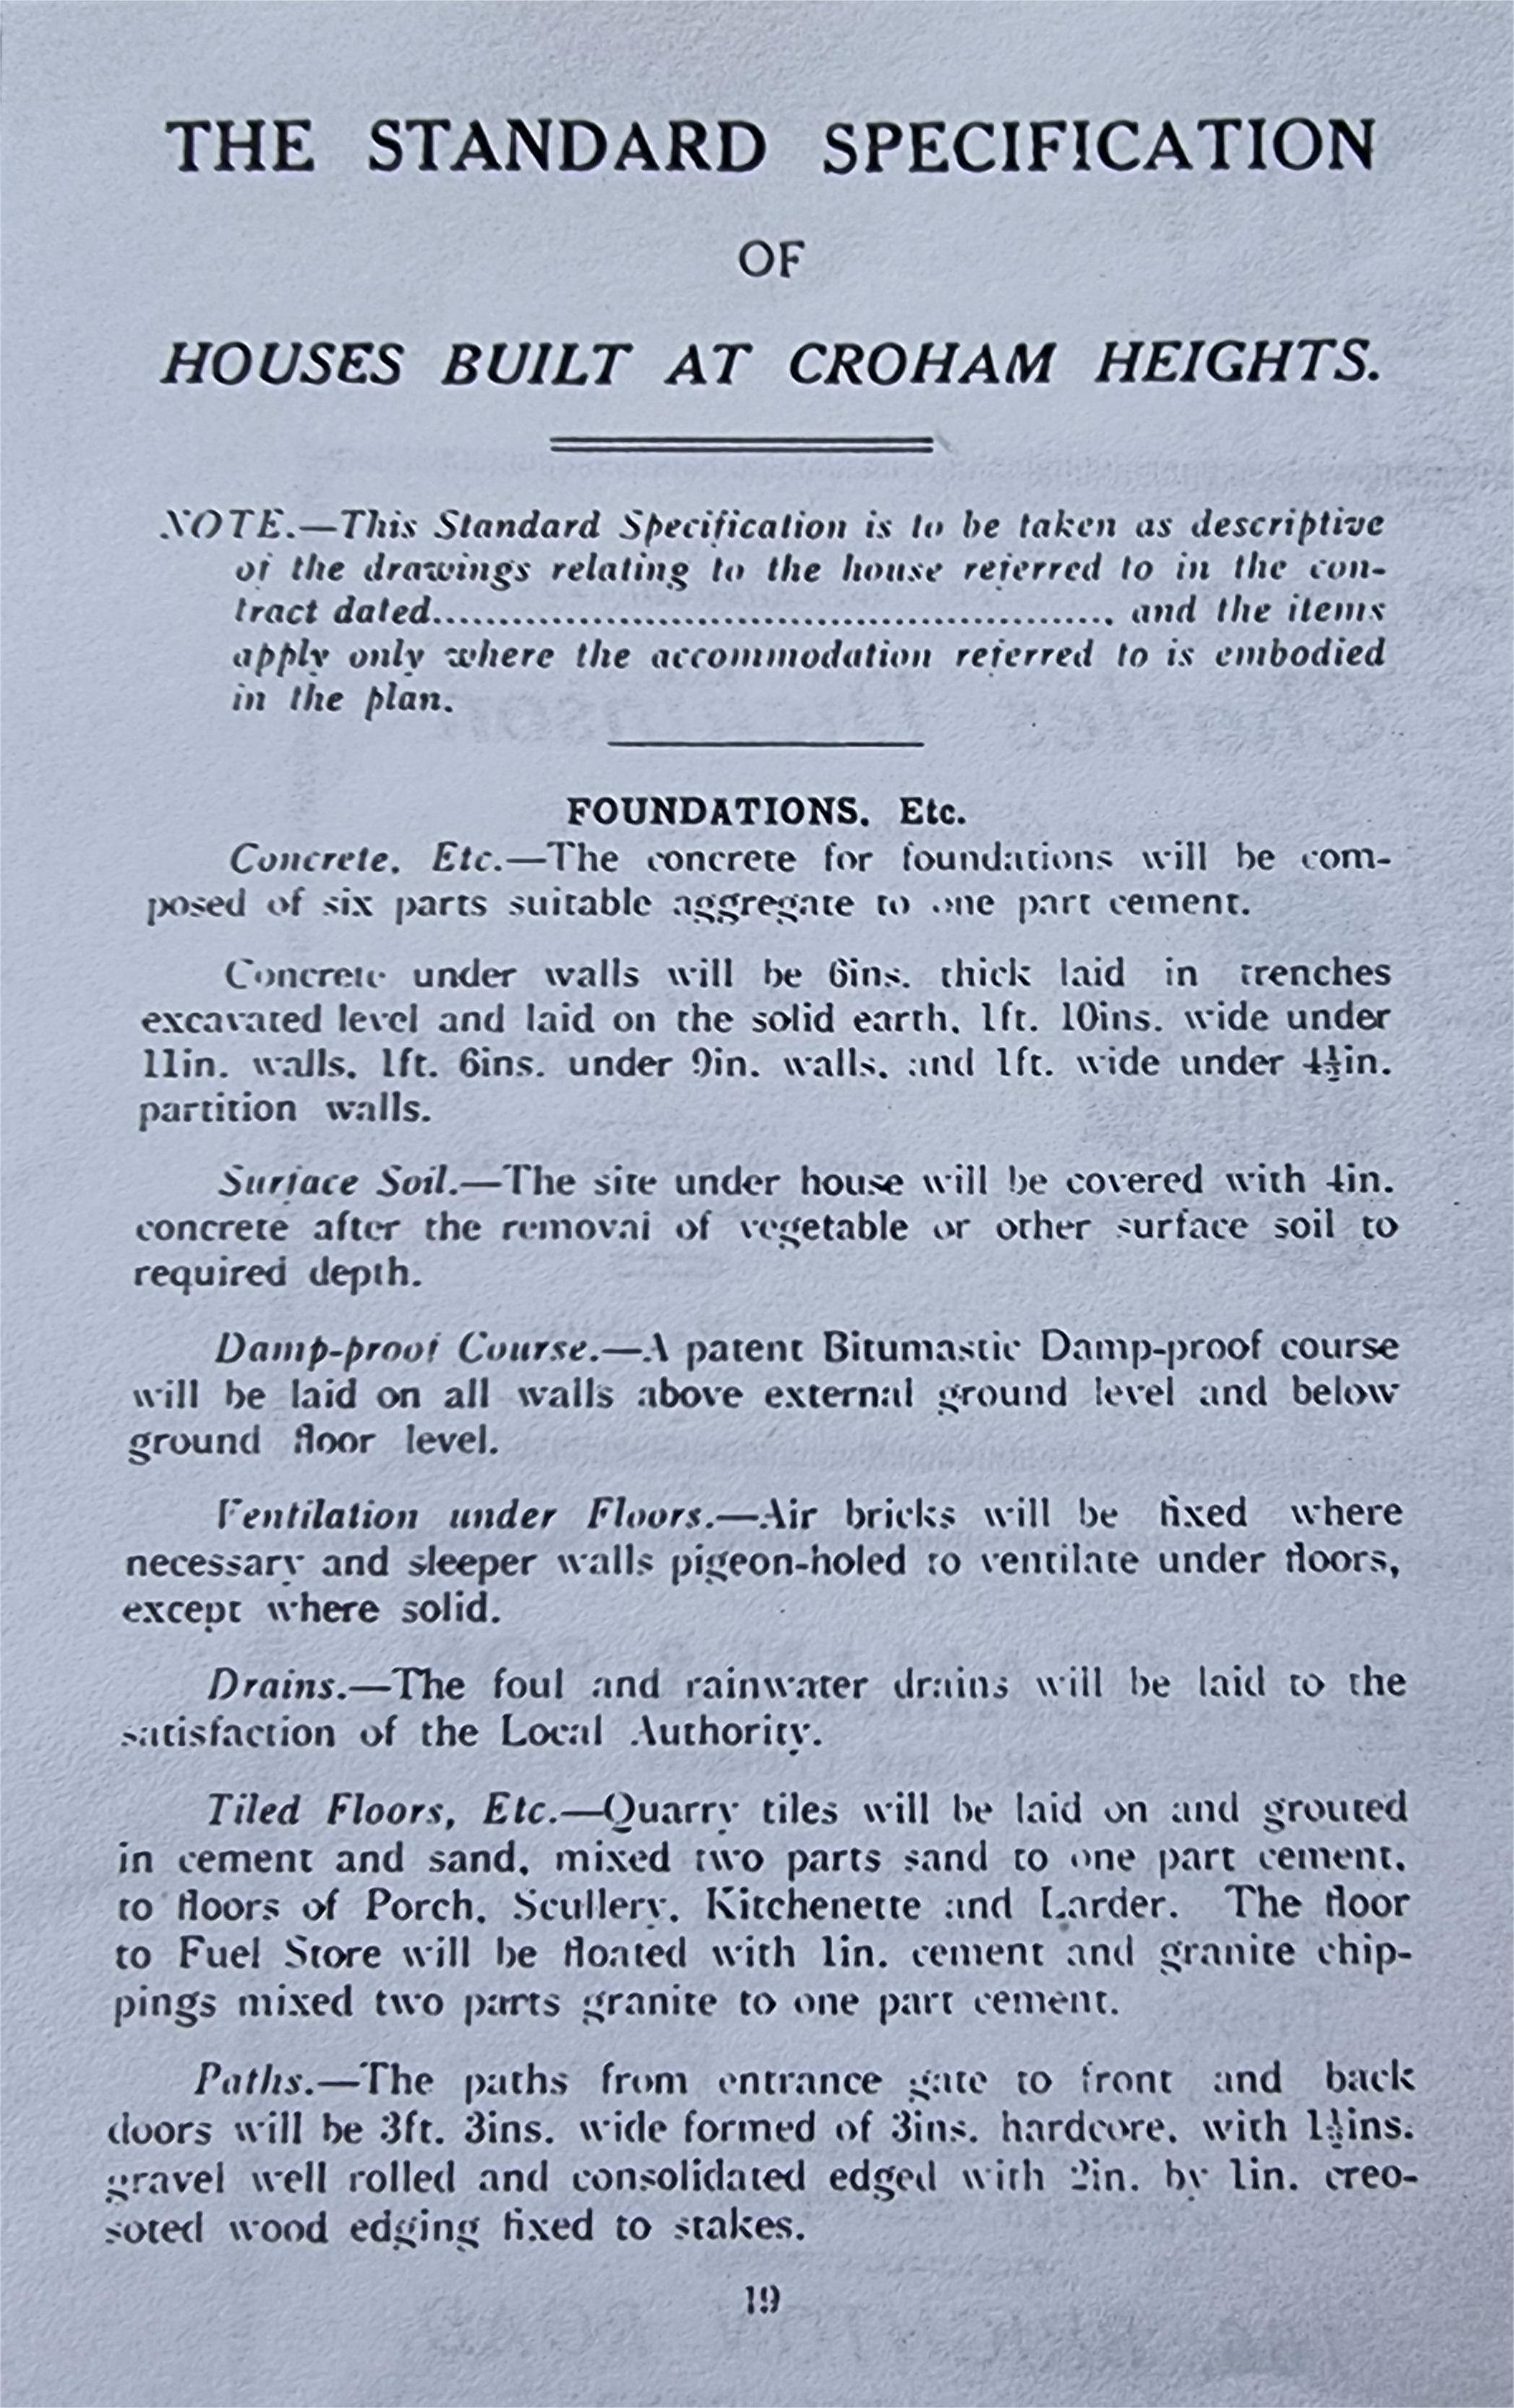 THE STANDARD SPECIFICATION
OF
HOUSES BUILT AT CROHAM HEIGHTS.
NOTE.—This Standard Specification is to be taken as descriptive
of the drawings relating to the house referred to in the con-
tract dated...................................................., and the items
apply only where the accommodation referred to is embodied
in the plan.
FOUNDATIONS, Etc.
Concrete, Etc.—The concrete for foundations will be com-
posed of six parts suitable aggregate to one part cement.
Concrete under walls will be 6ins. thick laid in trenches
excavated level and laid on the solid earth, 1ft. 10ins. wide under
11in. walls, 1ft. 6ins. under 9in. walls, and 1ft. wide under 4½in.
partition walls.
Surface Soil.—The site under house will be covered with 4in.
concrete after the removal of vegetable or other surface soil to
required depth.
Damp-proof Course.—A patent Bitumastic Damp-proof course
will be laid on all walls above external ground level and below
ground floor level.
Ventilation under Floors.—Air bricks will be fixed where
necessary and sleeper walls pigeon-holed to ventilate under floors,
except where solid.
Drains.—The foul and rainwater drains will be laid to the
satisfaction of the Local Authority.
Tiled Floors, Etc.—Quarry tiles will be laid on and grouted
in cement and sand, mixed two parts sand to one part cement,
to floors of Porch, Scullery, Kitchenette and Larder. The floor
to Fuel Store will be floated with 1in. cement and granite chip-
pings mixed two parts granite to one part cement.
Paths.—The paths from entrance gate to front and back
doors will be 3ft. 3ins. wide formed of 3ins. hardcore, with 1½ins.
gravel well rolled and consolidated edged with 2in. by 1in. creo-
soted wood edging fixed to stakes.
19